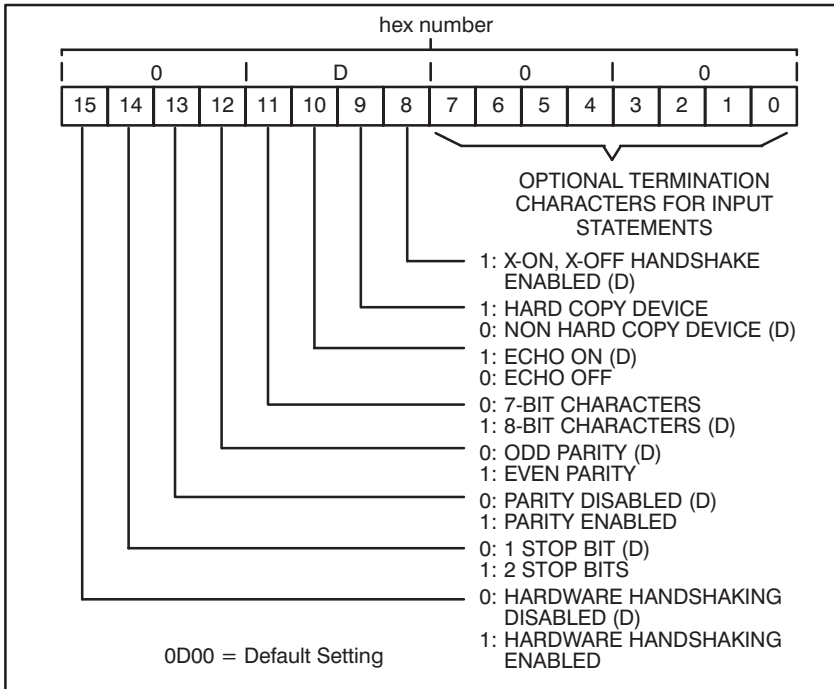 hex number
0 D 0 0
15 14 13 12 11 10 9 8 7 6 5 4 3 2 1 0
OPTIONAL TERMINATION
CHARACTERS FOR INPUT
STATEMENTS
1: X-ON, X-OFF HANDSHAKE
ENABLED (D)
1: HARD COPY DEVICE
0: NON HARD COPY DEVICE (D)
1: ECHO ON (D)
0: ECHO OFF
0: 7-BIT CHARACTERS
1: 8-BIT CHARACTERS (D)
0: ODD PARITY (D)
1: EVEN PARITY
0: PARITY DISABLED (D)
1: PARITY ENABLED
0: 1 STOP BIT (D)
1: 2 STOP BITS
0: HARDWARE HANDSHAKING
DISABLED (D)
1: HARDWARE HANDSHAKING
ENABLED
0D00 = Default Setting